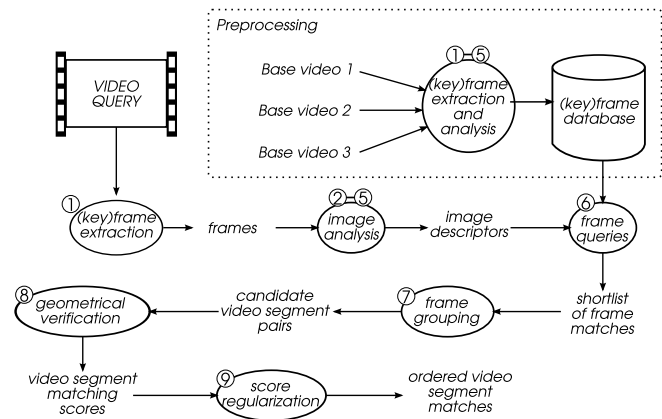 Preprocessing
VIDEO
QUERY
Base video 1
Base video 2
Base video 3
1 5
(key)frame
extraction
and
analysis
(key)frame
database
1
(key)frame
extraction
frames
2 5
image
analysis
image
descriptors
6
frame
queries
8
geometrical
verification
candidate
video segment
pairs
7
frame
grouping
shortlist
of frame
matches
video segment
matching
scores
9
score
regularization
ordered video
segment
matches